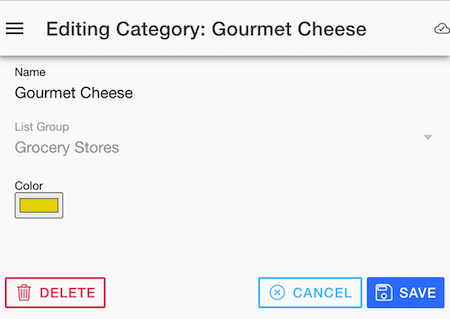 Editing Category: Gourmet Cheese
Name
Gourmet Cheese
List Group
Grocery Stores
Color
DELETE
CANCEL
SAVE